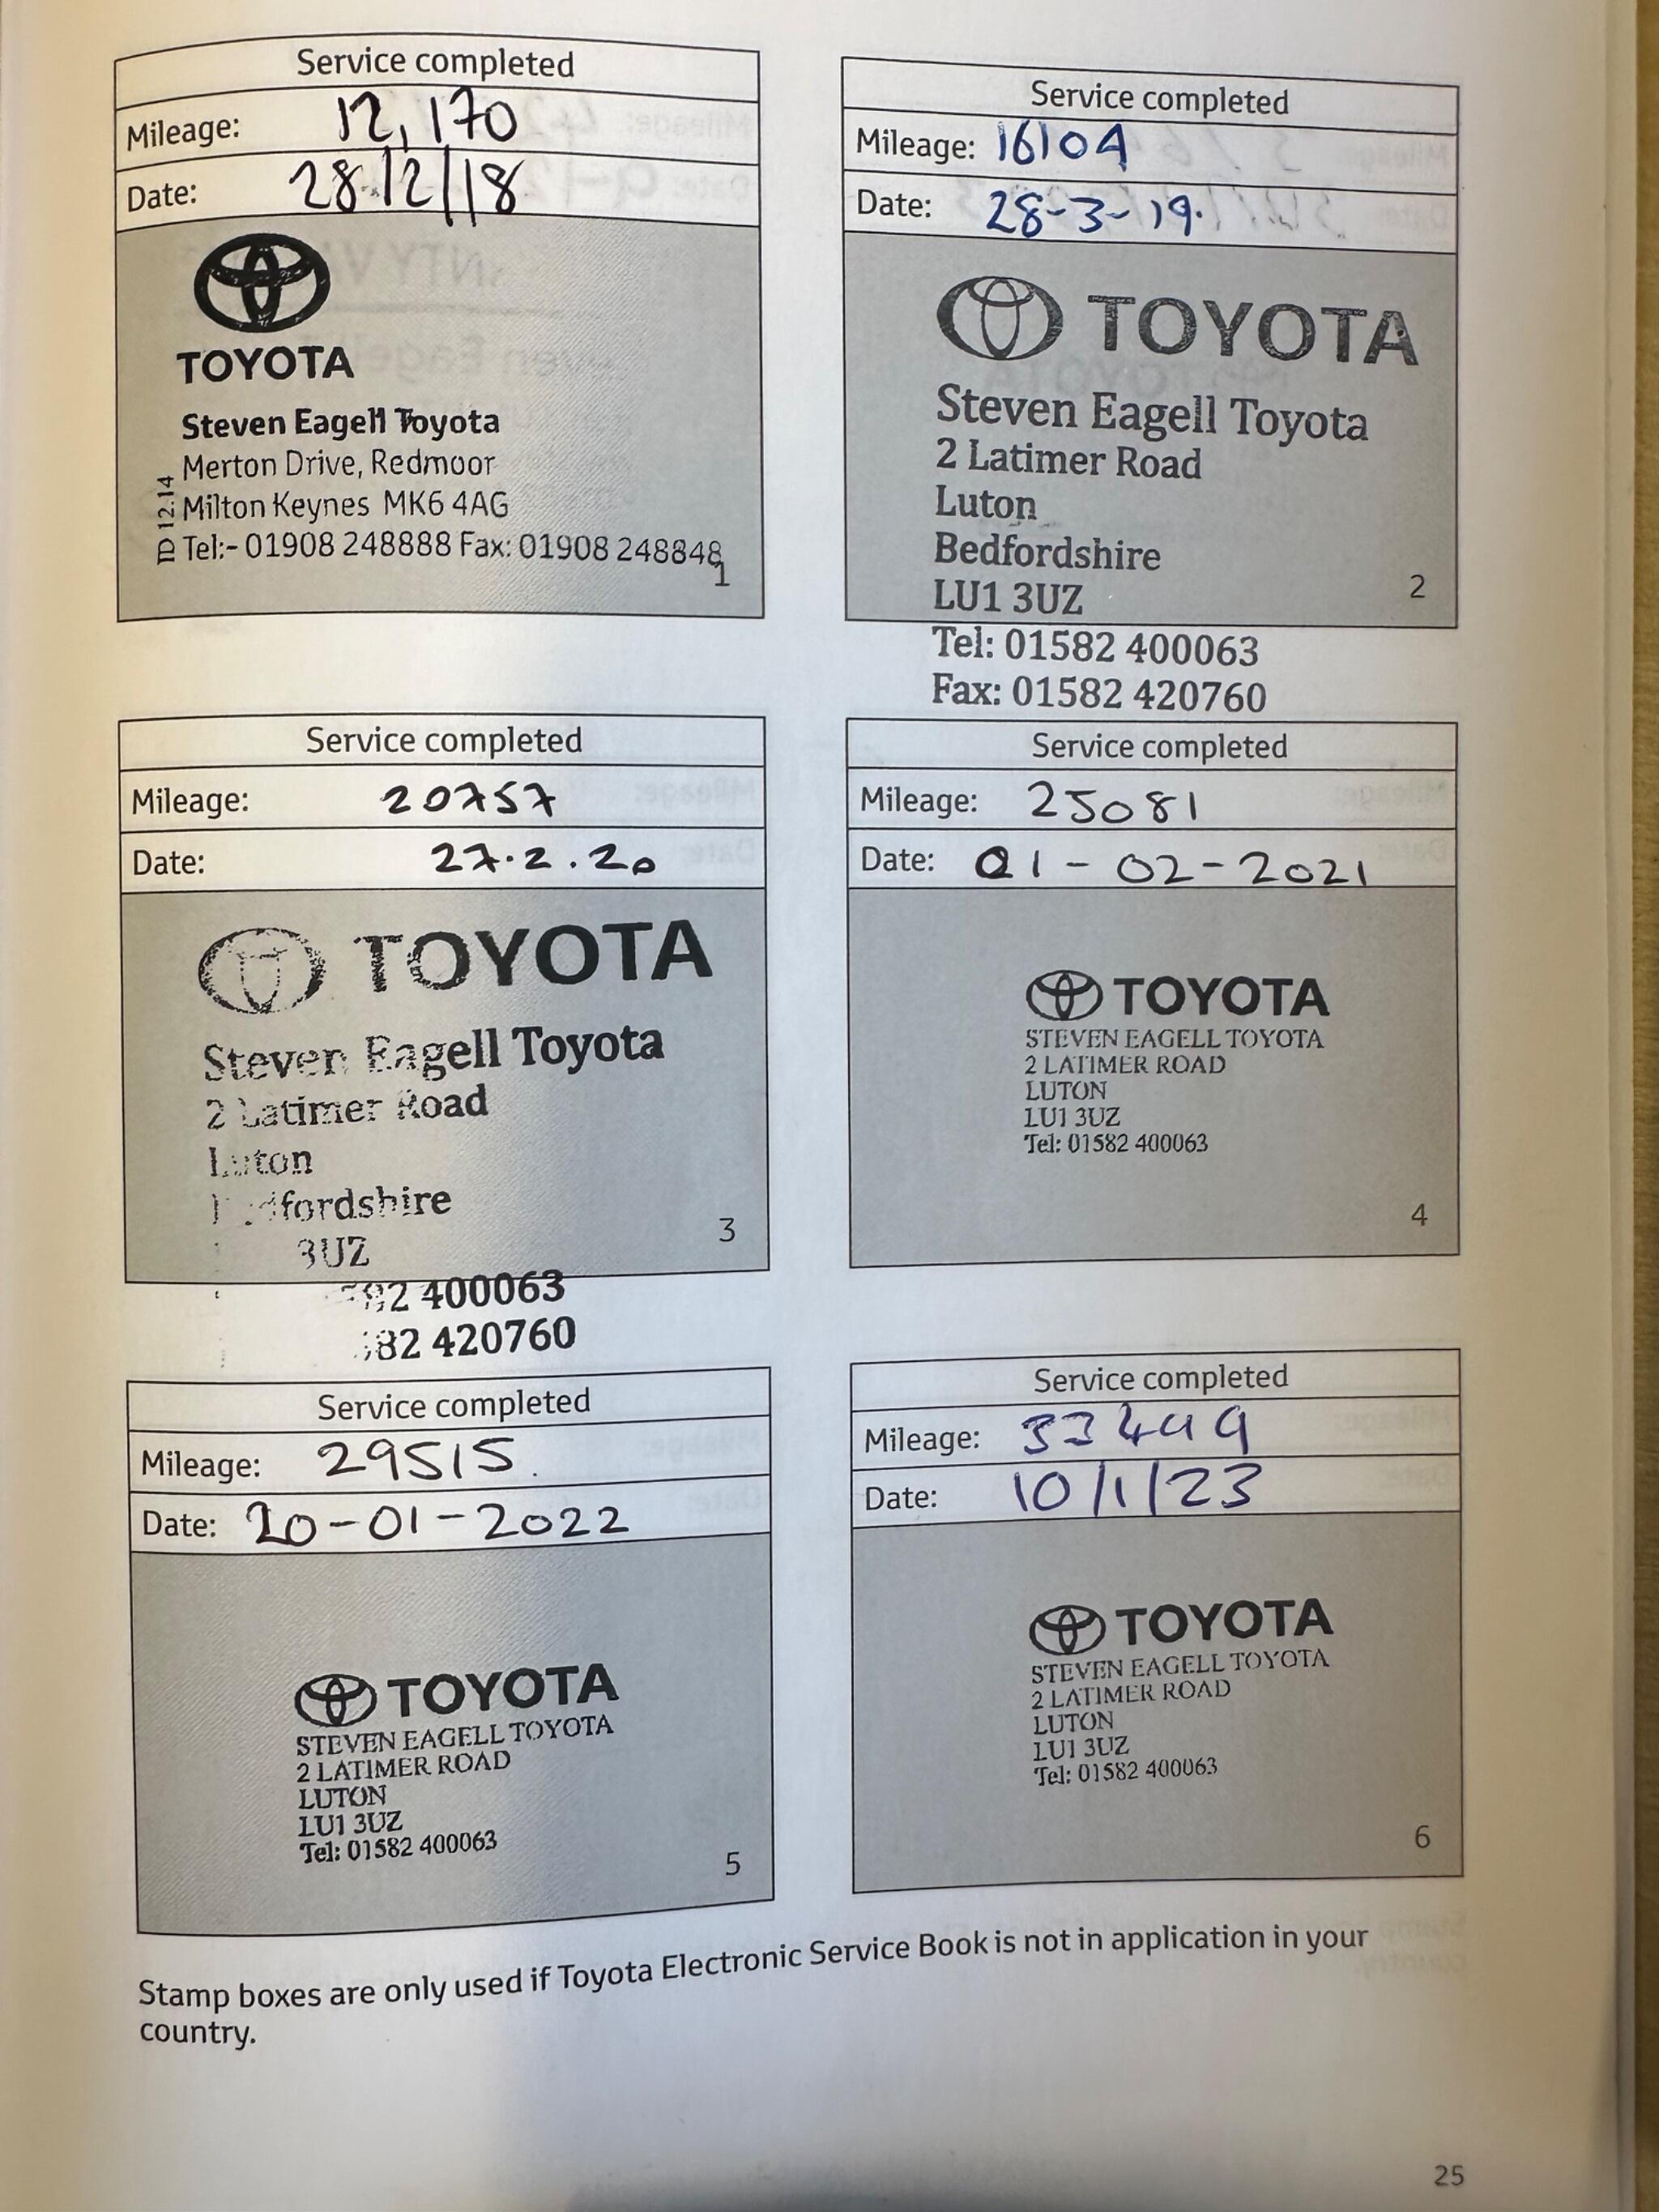 Service completed
Mileage: 12,170
Date: 28/12/18
TOYOTA
Steven Eagell Toyota
Merton Drive, Redmoor
Milton Keynes MK6 4AG
Tel:- 01908 248888 Fax: 01908 248848
ID 12.14
1
Service completed
Mileage: 16104
Date: 28-3-19.
TOYOTA
Steven Eagell Toyota
2 Latimer Road
Luton
Bedfordshire
LU1 3UZ
2
Tel: 01582 400063
Fax: 01582 420760
Service completed
Mileage: 20757
Date: 27.2.20
TOYOTA
Steven Eagell Toyota
2 Latimer Road
Luton
fordshire
3UZ
3
92 400063
82 420760
Service completed
Mileage: 25081
Date: 01-02-2021
TOYOTA
STEVEN EAGELL TOYOTA
2 LATIMER ROAD
LUTON
LU1 3UZ
Tel: 01582 400063
4
Service completed
Mileage: 29515.
Date: 20-01-2022
TOYOTA
STEVEN EAGELL TOYOTA
2 LATIMER ROAD
LUTON
LU1 3UZ
Tel: 01582 400063
5
Service completed
Mileage: 33499
Date: 10/1/23
TOYOTA
STEVEN EAGELL TOYOTA
2 LATIMER ROAD
LUTON
LU1 3UZ
Tel: 01582 400063
6
Stamp boxes are only used if Toyota Electronic Service Book is not in application in your
country.
25